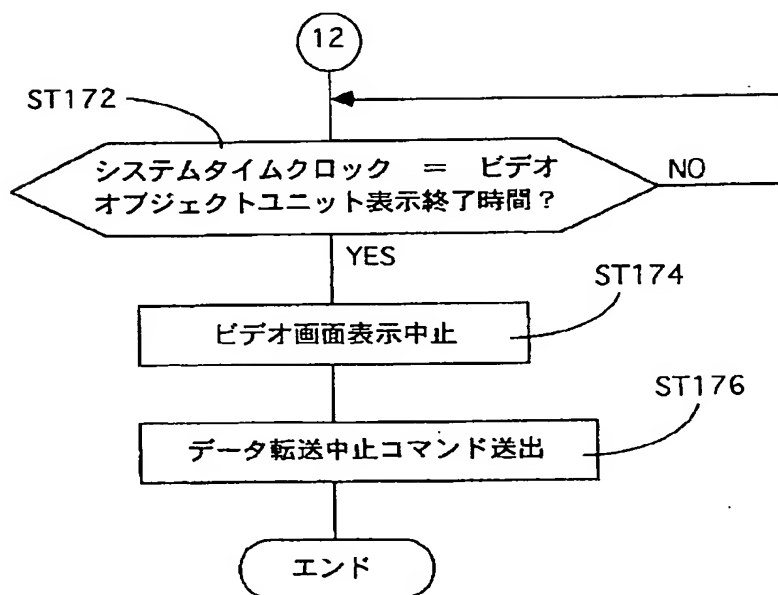 12
ST172
システムタイムクロック = ビデオ
オブジェクトユニット表示終了時間?
NO
YES
ST174
ビデオ画面表示中止
ST176
データ転送中止コマンド送出
エンド